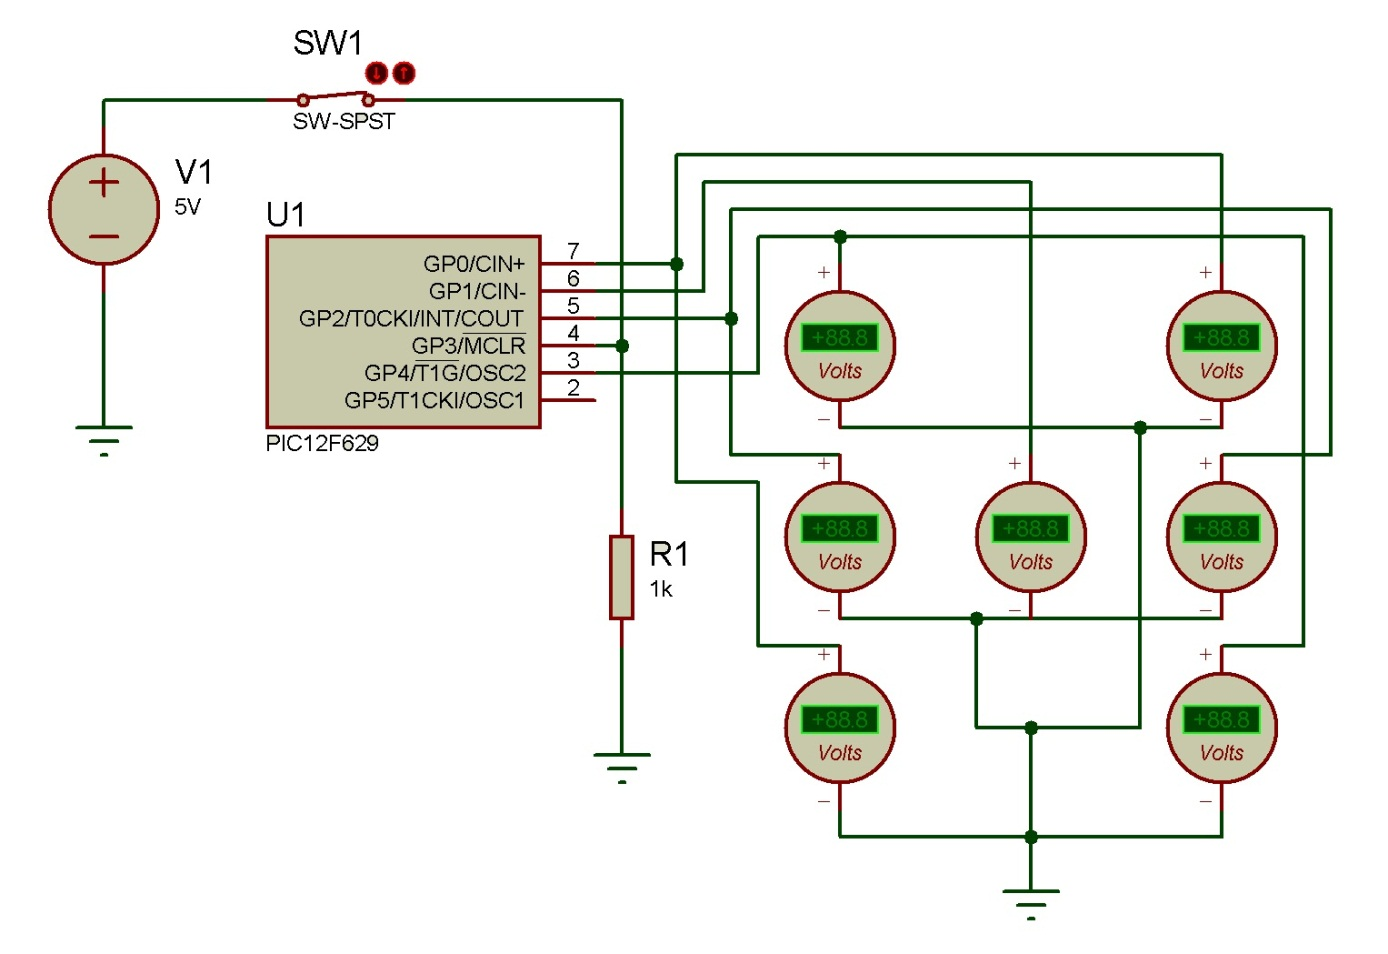 SW1
SW-SPST
+
V1
5V
−
U1
GP0/CIN+ 7
GP1/CIN- 6
GP2/T0CKI/INT/COUT 5
GP3/MCLR 4
GP4/T1G/OSC2 3
GP5/T1CKI/OSC1 2
PIC12F629
R1
1k
+ +
+88.8 +88.8
Volts Volts
− −
+ + +
+88.8 +88.8 +88.8
Volts Volts Volts
− − −
+ +
+88.8 +88.8
Volts Volts
− −